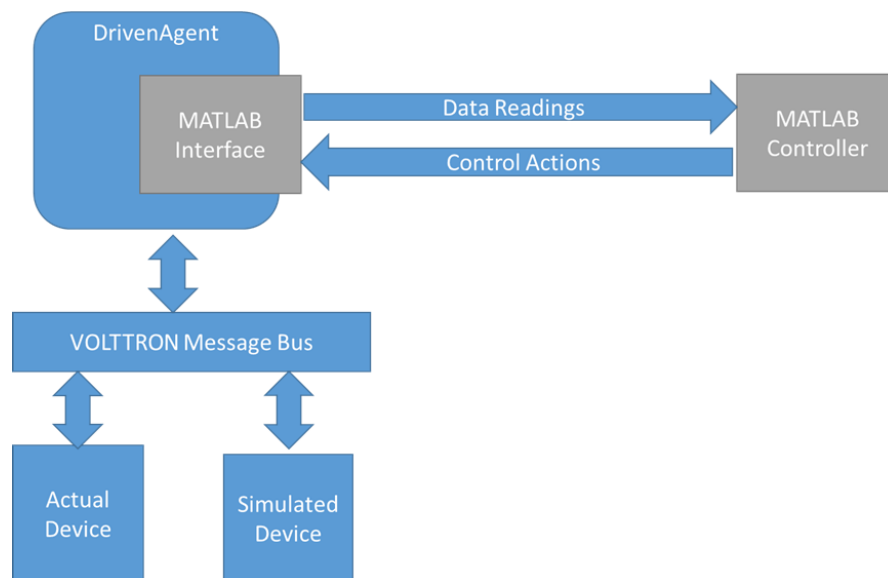 DrivenAgent
MATLAB
Interface
Data Readings
Control Actions
MATLAB
Controller
VOLTTRON Message Bus
Actual
Device
Simulated
Device